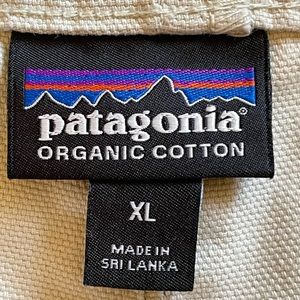 patagonia®
ORGANIC COTTON
XL
MADE IN
SRI LANKA